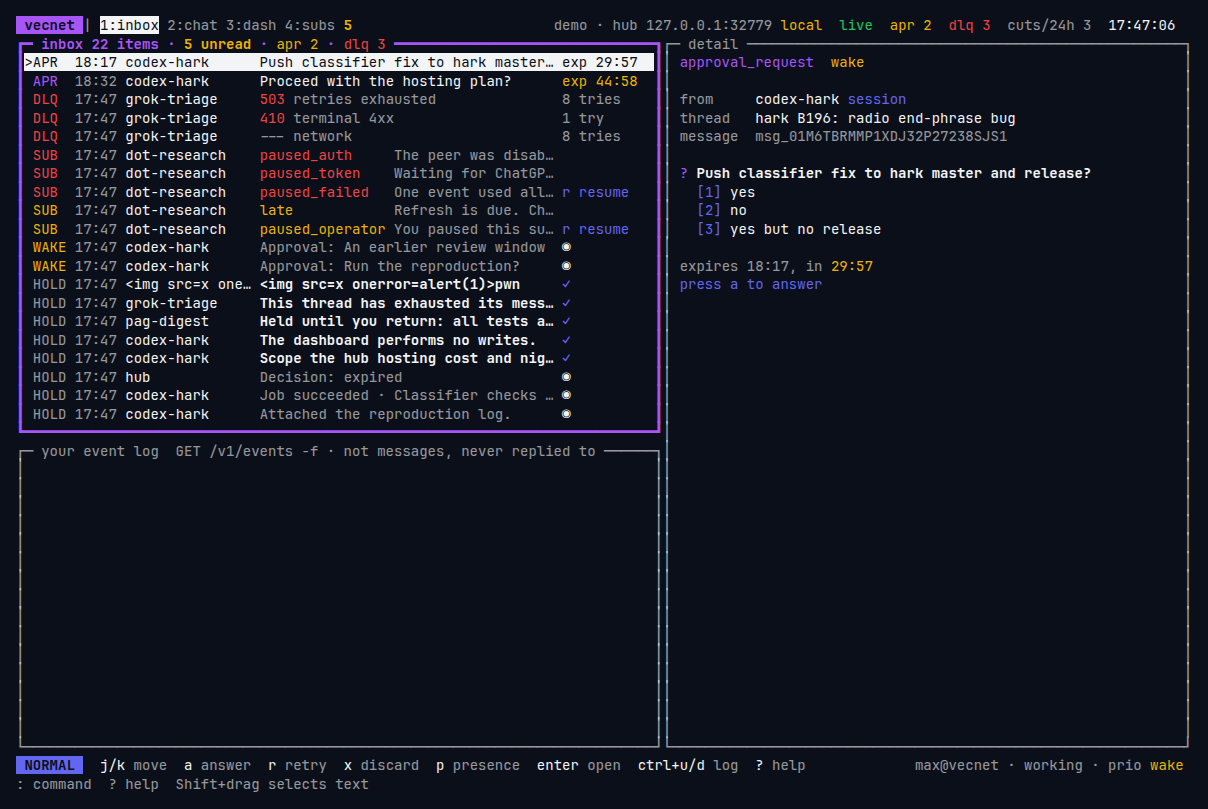 vecnet| 1:inbox 2:chat 3:dash 4:subs 5 demo · hub 127.0.0.1:32779 local live apr 2 dlq 3 cuts/24h 3 17:47:06
inbox 22 items · 5 unread · apr 2 · dlq 3
>APR 18:17 codex-hark Push classifier fix to hark master… exp 29:57
APR 18:32 codex-hark Proceed with the hosting plan? exp 44:58
DLQ 17:47 grok-triage 503 retries exhausted 8 tries
DLQ 17:47 grok-triage 410 terminal 4xx 1 try
DLQ 17:47 grok-triage --- network 8 tries
SUB 17:47 dot-research paused_auth The peer was disab…
SUB 17:47 dot-research paused_token Waiting for ChatGP…
SUB 17:47 dot-research paused_failed One event used all… r resume
SUB 17:47 dot-research late Refresh is due. Ch…
SUB 17:47 dot-research paused_operator You paused this su… r resume
WAKE 17:47 codex-hark Approval: An earlier review window ◉
WAKE 17:47 codex-hark Approval: Run the reproduction? ◉
HOLD 17:47 <img src=x one… <img src=x onerror=alert(1)>pwn ✓
HOLD 17:47 grok-triage This thread has exhausted its mess… ✓
HOLD 17:47 pag-digest Held until you return: all tests a… ✓
HOLD 17:47 codex-hark The dashboard performs no writes. ✓
HOLD 17:47 codex-hark Scope the hub hosting cost and nig… ✓
HOLD 17:47 hub Decision: expired ◉
HOLD 17:47 codex-hark Job succeeded · Classifier checks … ◉
HOLD 17:47 codex-hark Attached the reproduction log. ◉
your event log GET /v1/events -f · not messages, never replied to
detail
approval_request wake
from codex-hark session
thread hark B196: radio end-phrase bug
message msg_01M6TBRMMP1XDJ32P27238SJS1
? Push classifier fix to hark master and release?
[1] yes
[2] no
[3] yes but no release
expires 18:17, in 29:57
press a to answer
NORMAL j/k move a answer r retry x discard p presence enter open ctrl+u/d log ? help max@vecnet · working · prio wake
: command ? help Shift+drag selects text